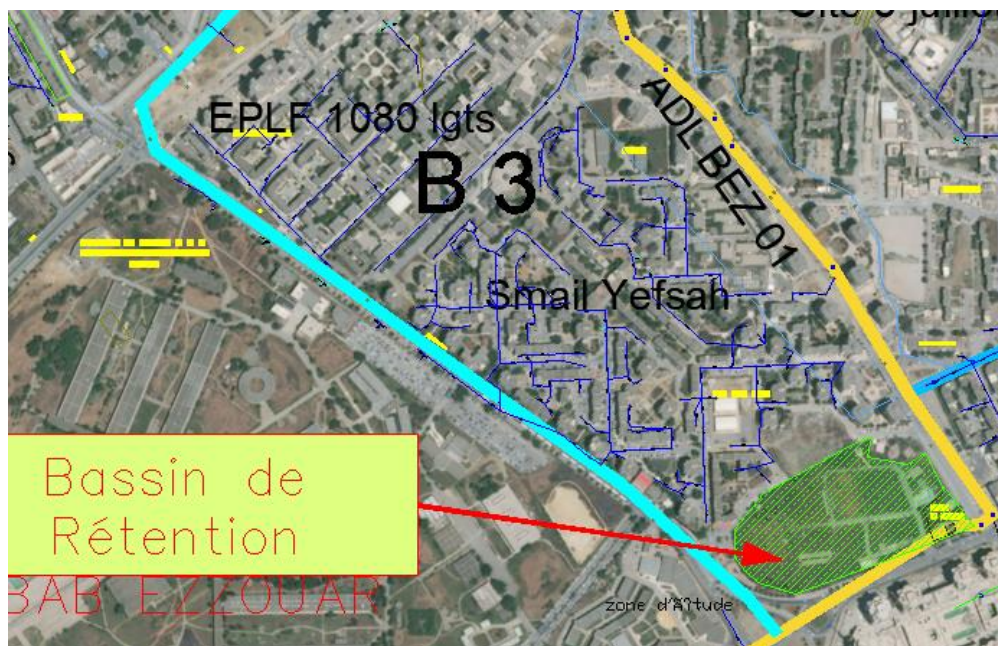 EPLF 1080 lgts
B 3
ADL BEZ 01
Smail Yefsah
Bassin de
Rétention
BAB EZZOUAR
zone d'Ã?tude